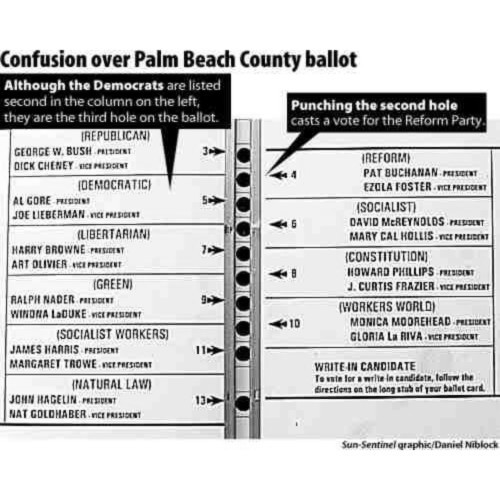 Confusion over Palm Beach County ballot
Although the Democrats are listed
second in the column on the left,
they are the third hole on the ballot.
Punching the second hole
casts a vote for the Reform Party.
(REPUBLICAN)
GEORGE W. BUSH - PRESIDENT 3
DICK CHENEY - VICE PRESIDENT
(DEMOCRATIC)
AL GORE - PRESIDENT 5
JOE LIEBERMAN - VICE PRESIDENT
(LIBERTARIAN)
HARRY BROWNE - PRESIDENT 7
ART OLIVIER - VICE PRESIDENT
(GREEN)
RALPH NADER - PRESIDENT 9
WINONA LaDUKE - VICE PRESIDENT
(SOCIALIST WORKERS)
JAMES HARRIS - PRESIDENT 11
MARGARET TROWE - VICE PRESIDENT
(NATURAL LAW)
JOHN HAGELIN - PRESIDENT 13
NAT GOLDHABER - VICE PRESIDENT
(REFORM)
4 PAT BUCHANAN - PRESIDENT
EZOLA FOSTER - VICE PRESIDENT
(SOCIALIST)
6 DAVID McREYNOLDS - PRESIDENT
MARY CAL HOLLIS - VICE PRESIDENT
(CONSTITUTION)
8 HOWARD PHILLIPS - PRESIDENT
J. CURTIS FRAZIER - VICE PRESIDENT
(WORKERS WORLD)
10 MONICA MOOREHEAD - PRESIDENT
GLORIA La RIVA - VICE PRESIDENT
WRITE-IN CANDIDATE
To vote for a write-in candidate, follow the
directions on the long stub of your ballot card.
Sun-Sentinel graphic/Daniel Niblock